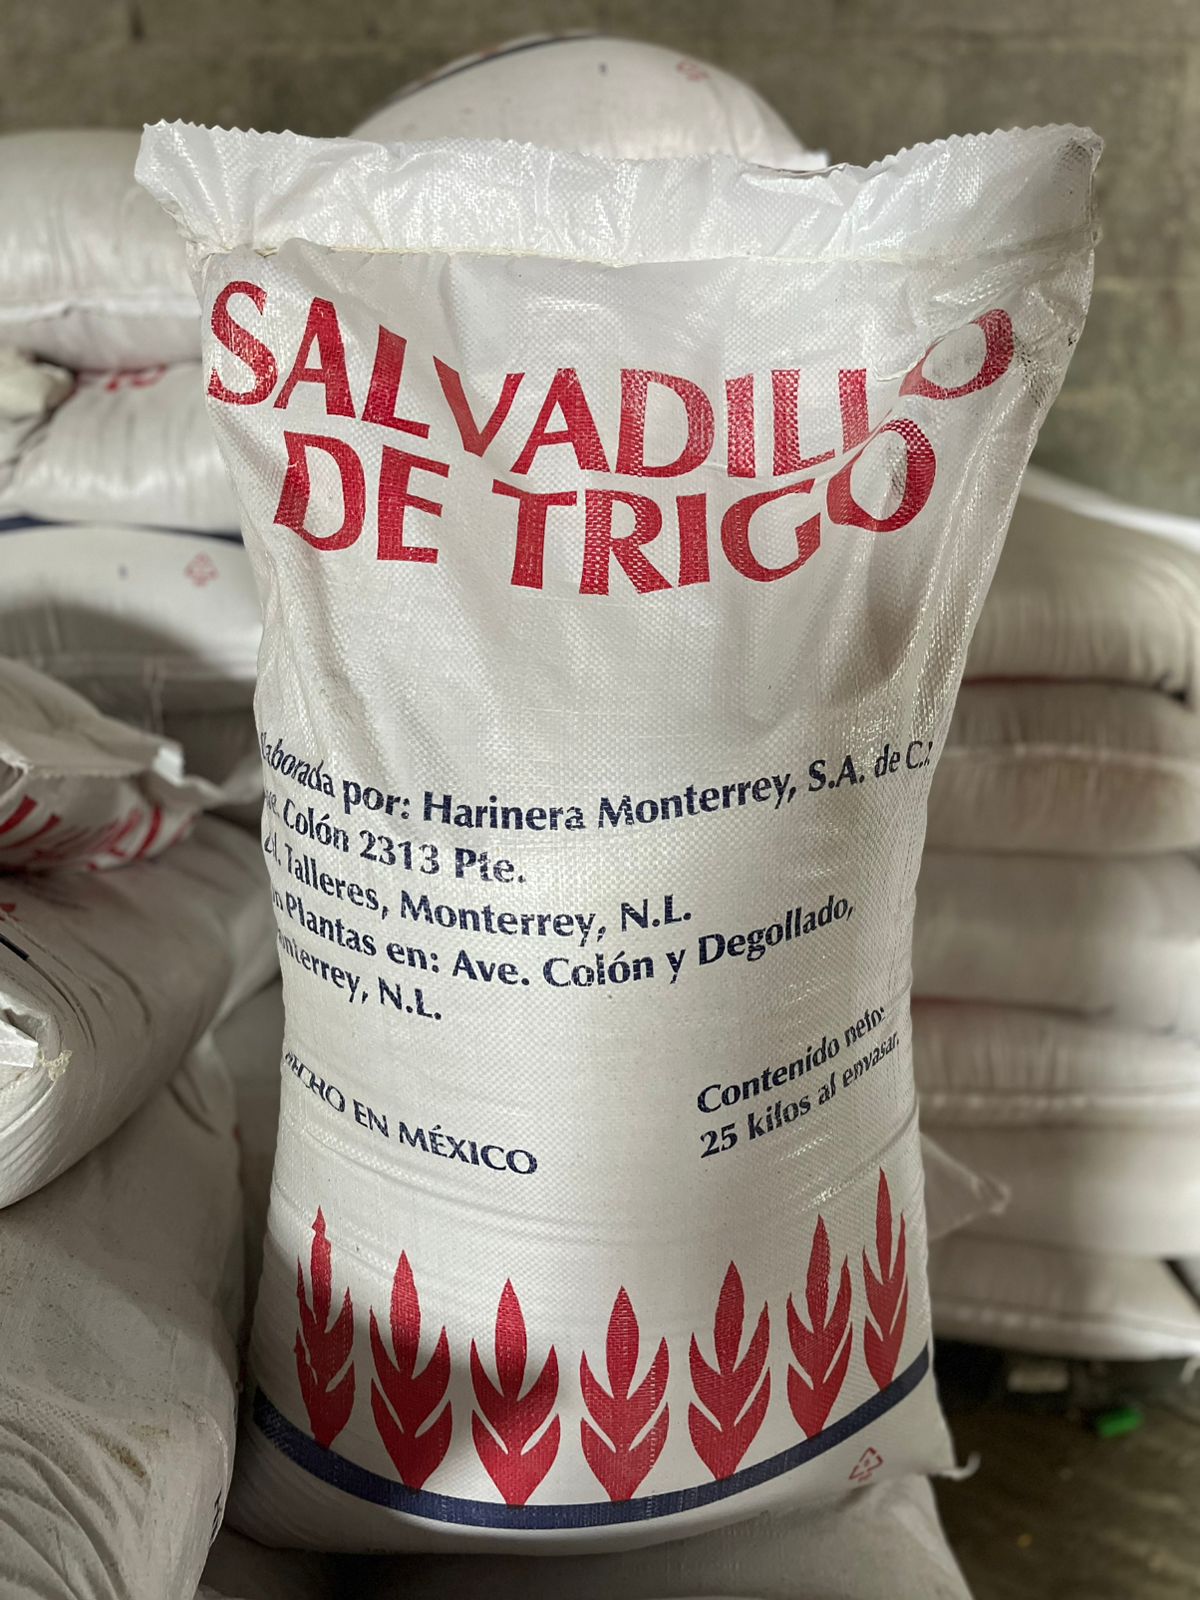 SALVADILLO
DE TRIGO
Elaborada por: Harinera Monterrey, S.A. de C.V.
Ave. Colón 2313 Pte.
Talleres, Monterrey, N.L.
Plantas en: Ave. Colón y Degollado,
Monterrey, N.L.
HECHO EN MÉXICO
Contenido neto:
25 kilos al envasar.